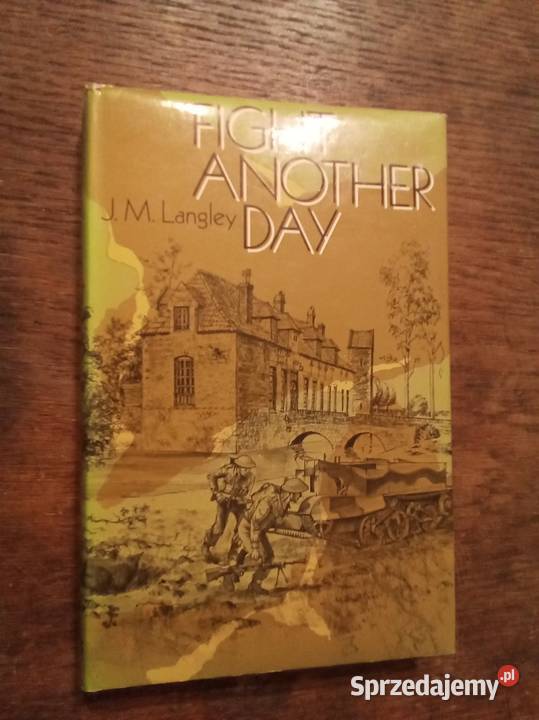 FIGHT
ANOTHER
J. M. Langley DAY
Sprzedajemy.pl